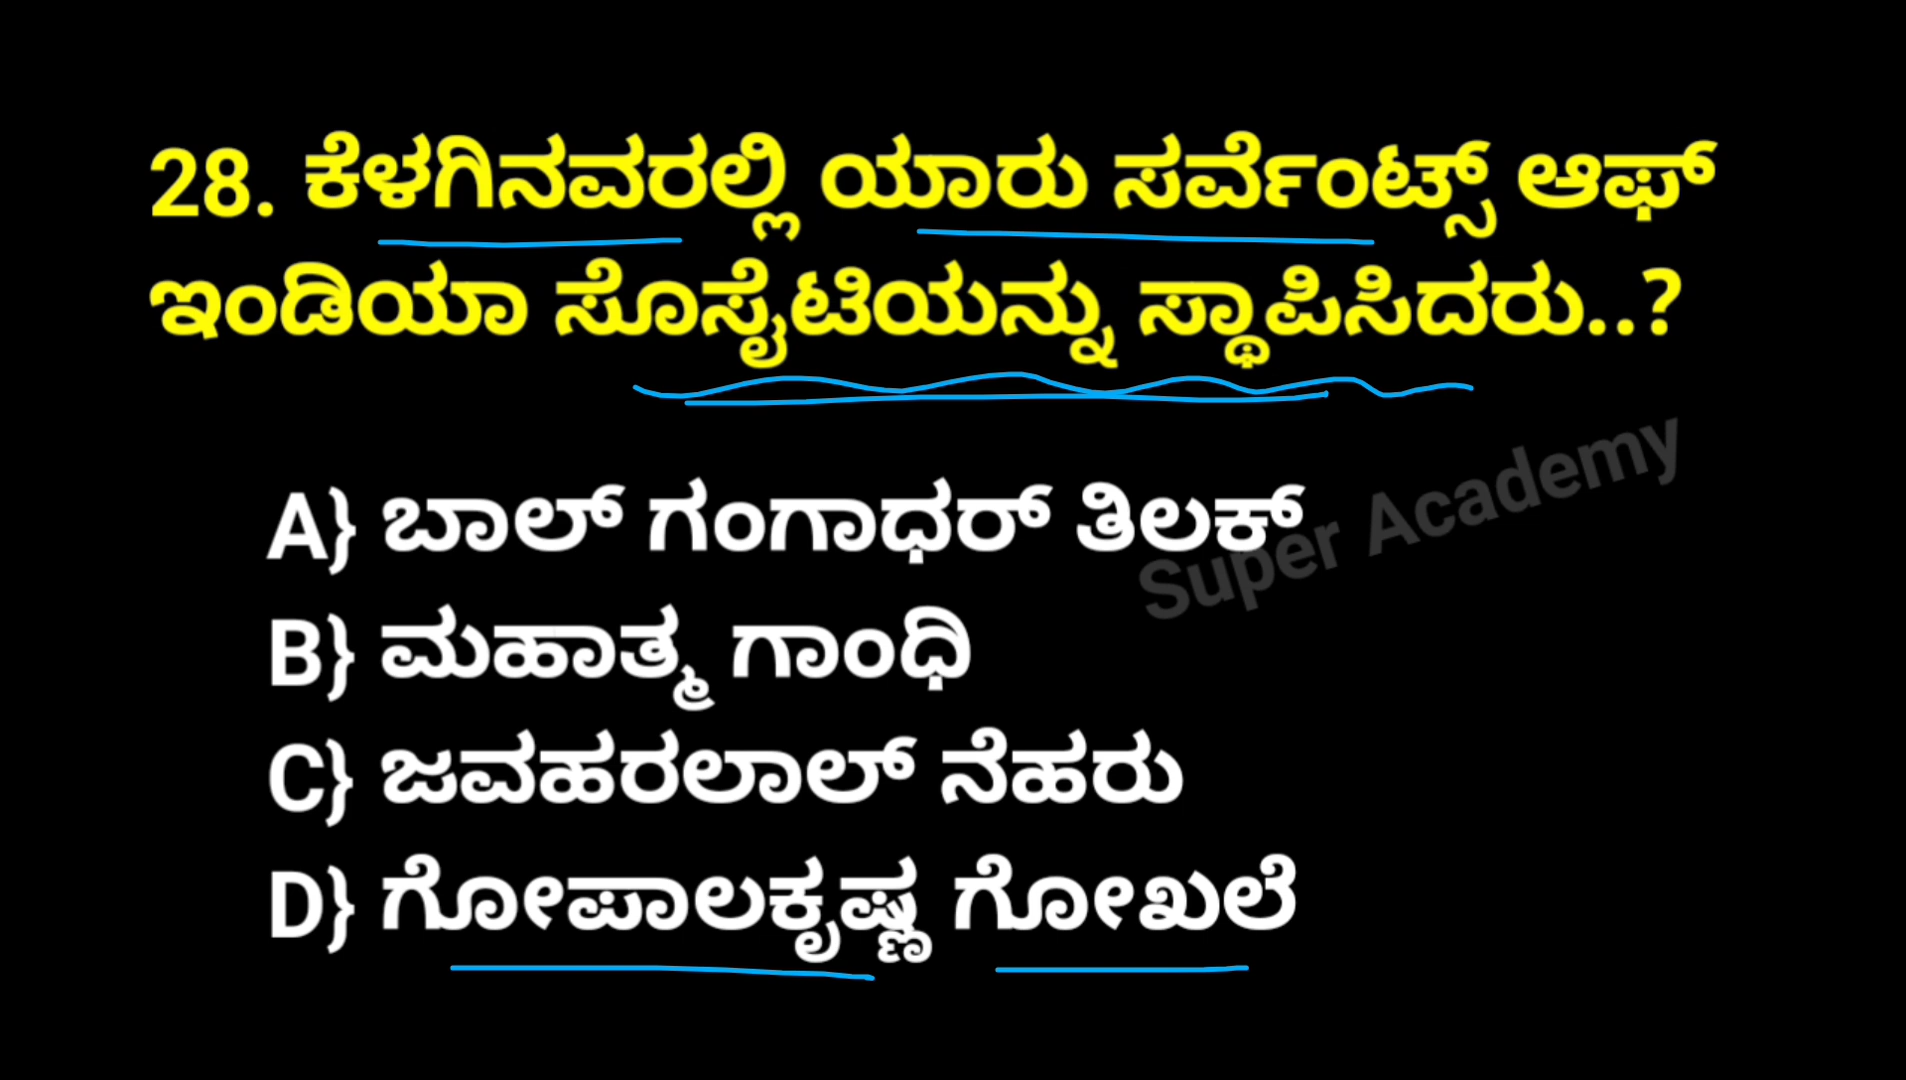 28. ಕೆಳಗಿನವರಲ್ಲಿ ಯಾರು ಸರ್ವೆಂಟ್ಸ್ ಆಫ್
ಇಂಡಿಯಾ ಸೊಸೈಟಿಯನ್ನು ಸ್ಥಾಪಿಸಿದರು..?
A} ಬಾಲ್ ಗಂಗಾಧರ್ ತಿಲಕ್
Super Academy
B} ಮಹಾತ್ಮ ಗಾಂಧಿ
C} ಜವಹರಲಾಲ್ ನೆಹರು
D} ಗೋಪಾಲಕೃಷ್ಣ ಗೋಖಲೆ